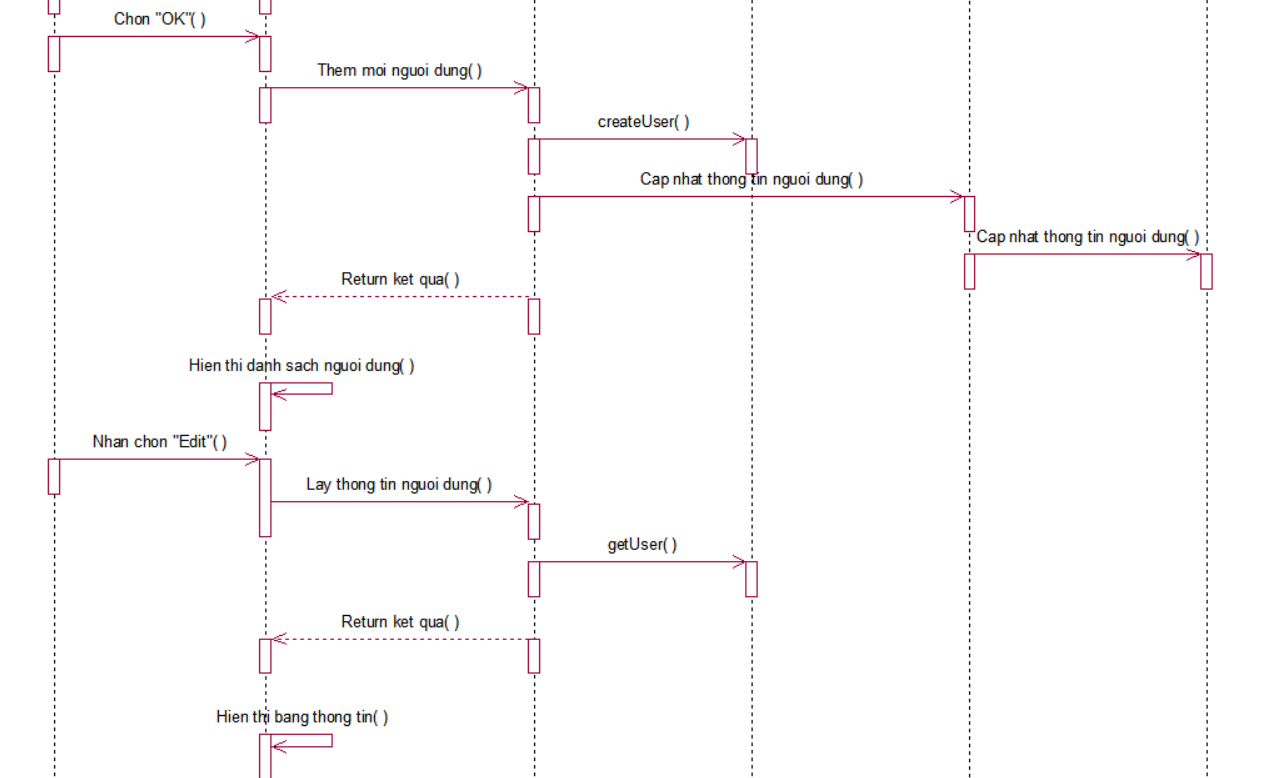 Chon "OK"( )
Them moi nguoi dung( )
createUser( )
Cap nhat thong tin nguoi dung( )
Cap nhat thong tin nguoi dung( )
Return ket qua( )
Hien thi danh sach nguoi dung( )
Nhan chon "Edit"( )
Lay thong tin nguoi dung( )
getUser( )
Return ket qua( )
Hien thi bang thong tin( )